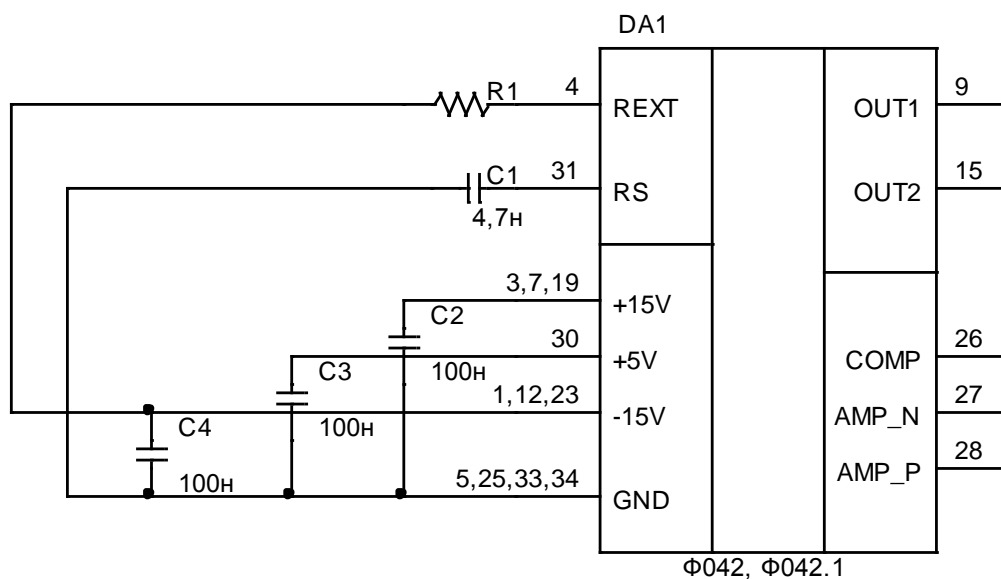 DA1
R1
4
REXT
OUT1
9
C1
4,7н
31
RS
OUT2
15
3,7,19
+15V
C2
100н
30
+5V
COMP
26
C3
100н
1,12,23
-15V
AMP_N
27
C4
100н
AMP_P
28
5,25,33,34
GND
Ф042, Ф042.1